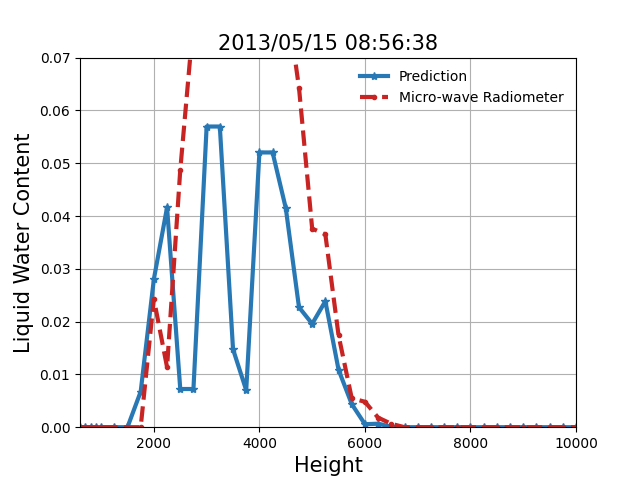 2013/05/15 08:56:38
Prediction
Micro-wave Radiometer
Liquid Water Content
0.07
0.06
0.05
0.04
0.03
0.02
0.01
0.00
2000 4000 6000 8000 10000
Height